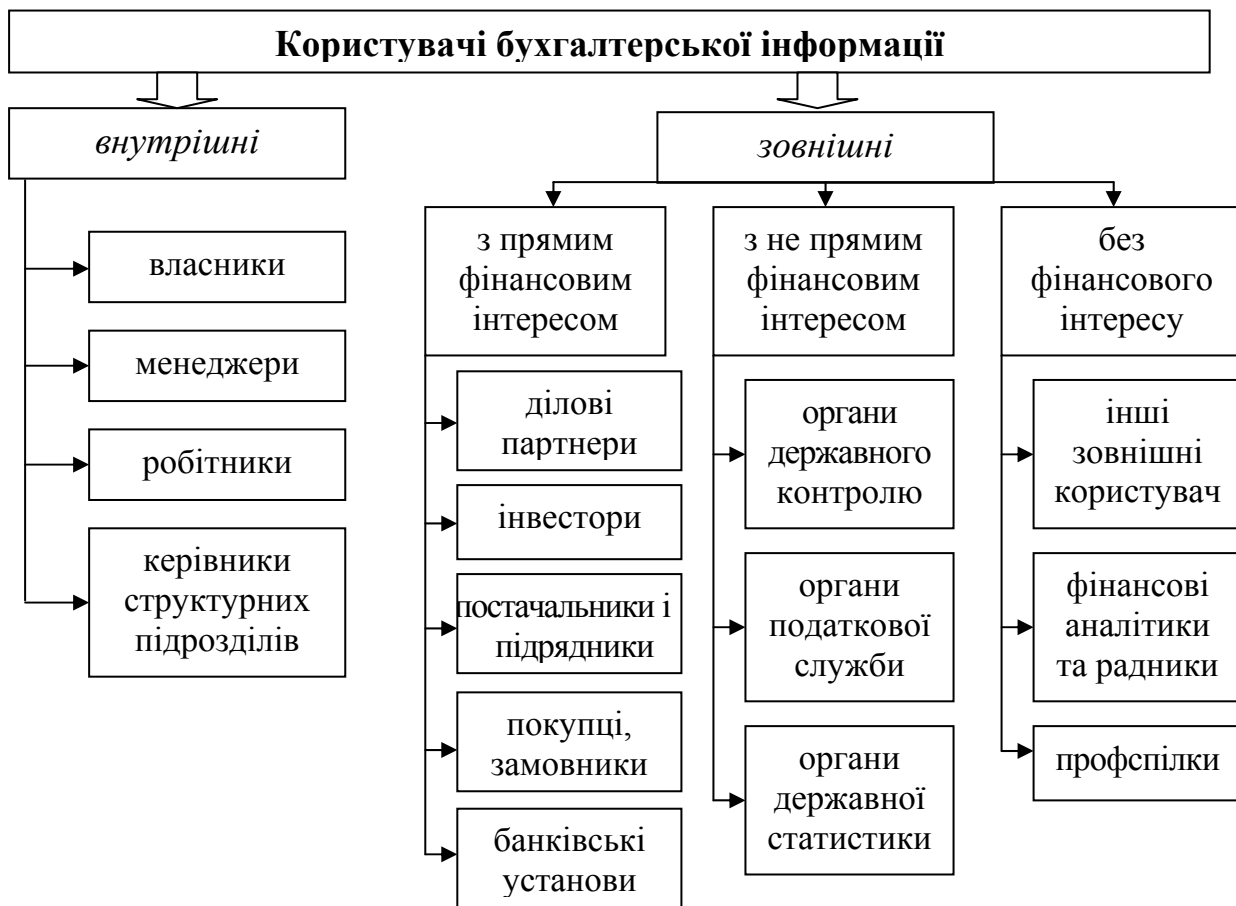 Користувачі бухгалтерської інформації
внутрішні
власники
менеджери
робітники
керівники
структурних
підрозділів
зовнішні
з прямим
фінансовим
інтересом
ділові
партнери
інвестори
постачальники і
підрядники
покупці,
замовники
банківські
установи
з не прямим
фінансовим
інтересом
органи
державного
контролю
органи
податкової
служби
органи
державної
статистики
без
фінансового
інтересу
інші
зовнішні
користувач
фінансові
аналітики
та радники
профспілки